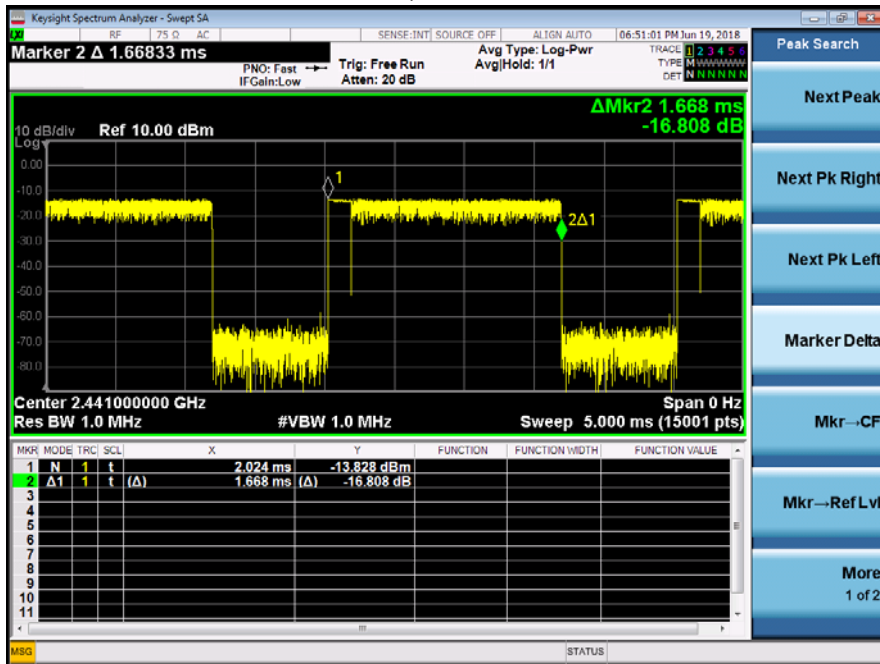 Keysight Spectrum Analyzer - Swept SA
LXI RF 75 Ω AC SENSE:INT SOURCE OFF ALIGN AUTO 06:51:01 PM Jun 19, 2018
Marker 2 Δ 1.66833 ms
PNO: Fast
IFGain:Low
Trig: Free Run
Atten: 20 dB
Avg Type: Log-Pwr
Avg|Hold: 1/1
TRACE 1 2 3 4 5 6
TYPE M WWWWW
DET N N N N N N
ΔMkr2 1.668 ms
-16.808 dB
10 dB/div Ref 10.00 dBm
Log
0.00
-10.0
-20.0
-30.0
-40.0
-50.0
-60.0
-70.0
-80.0
1
2Δ1
Center 2.441000000 GHz Span 0 Hz
Res BW 1.0 MHz #VBW 1.0 MHz Sweep 5.000 ms (15001 pts)
MKR MODE TRC SCL X Y FUNCTION FUNCTION WIDTH FUNCTION VALUE
1 N 1 t 2.024 ms -13.828 dBm
2 Δ1 1 t (Δ) 1.668 ms (Δ) -16.808 dB
3
4
5
6
7
8
9
10
11
MSG STATUS
Peak Search
Next Peak
Next Pk Right
Next Pk Left
Marker Delta
Mkr→CF
Mkr→Ref Lvl
More
1 of 2